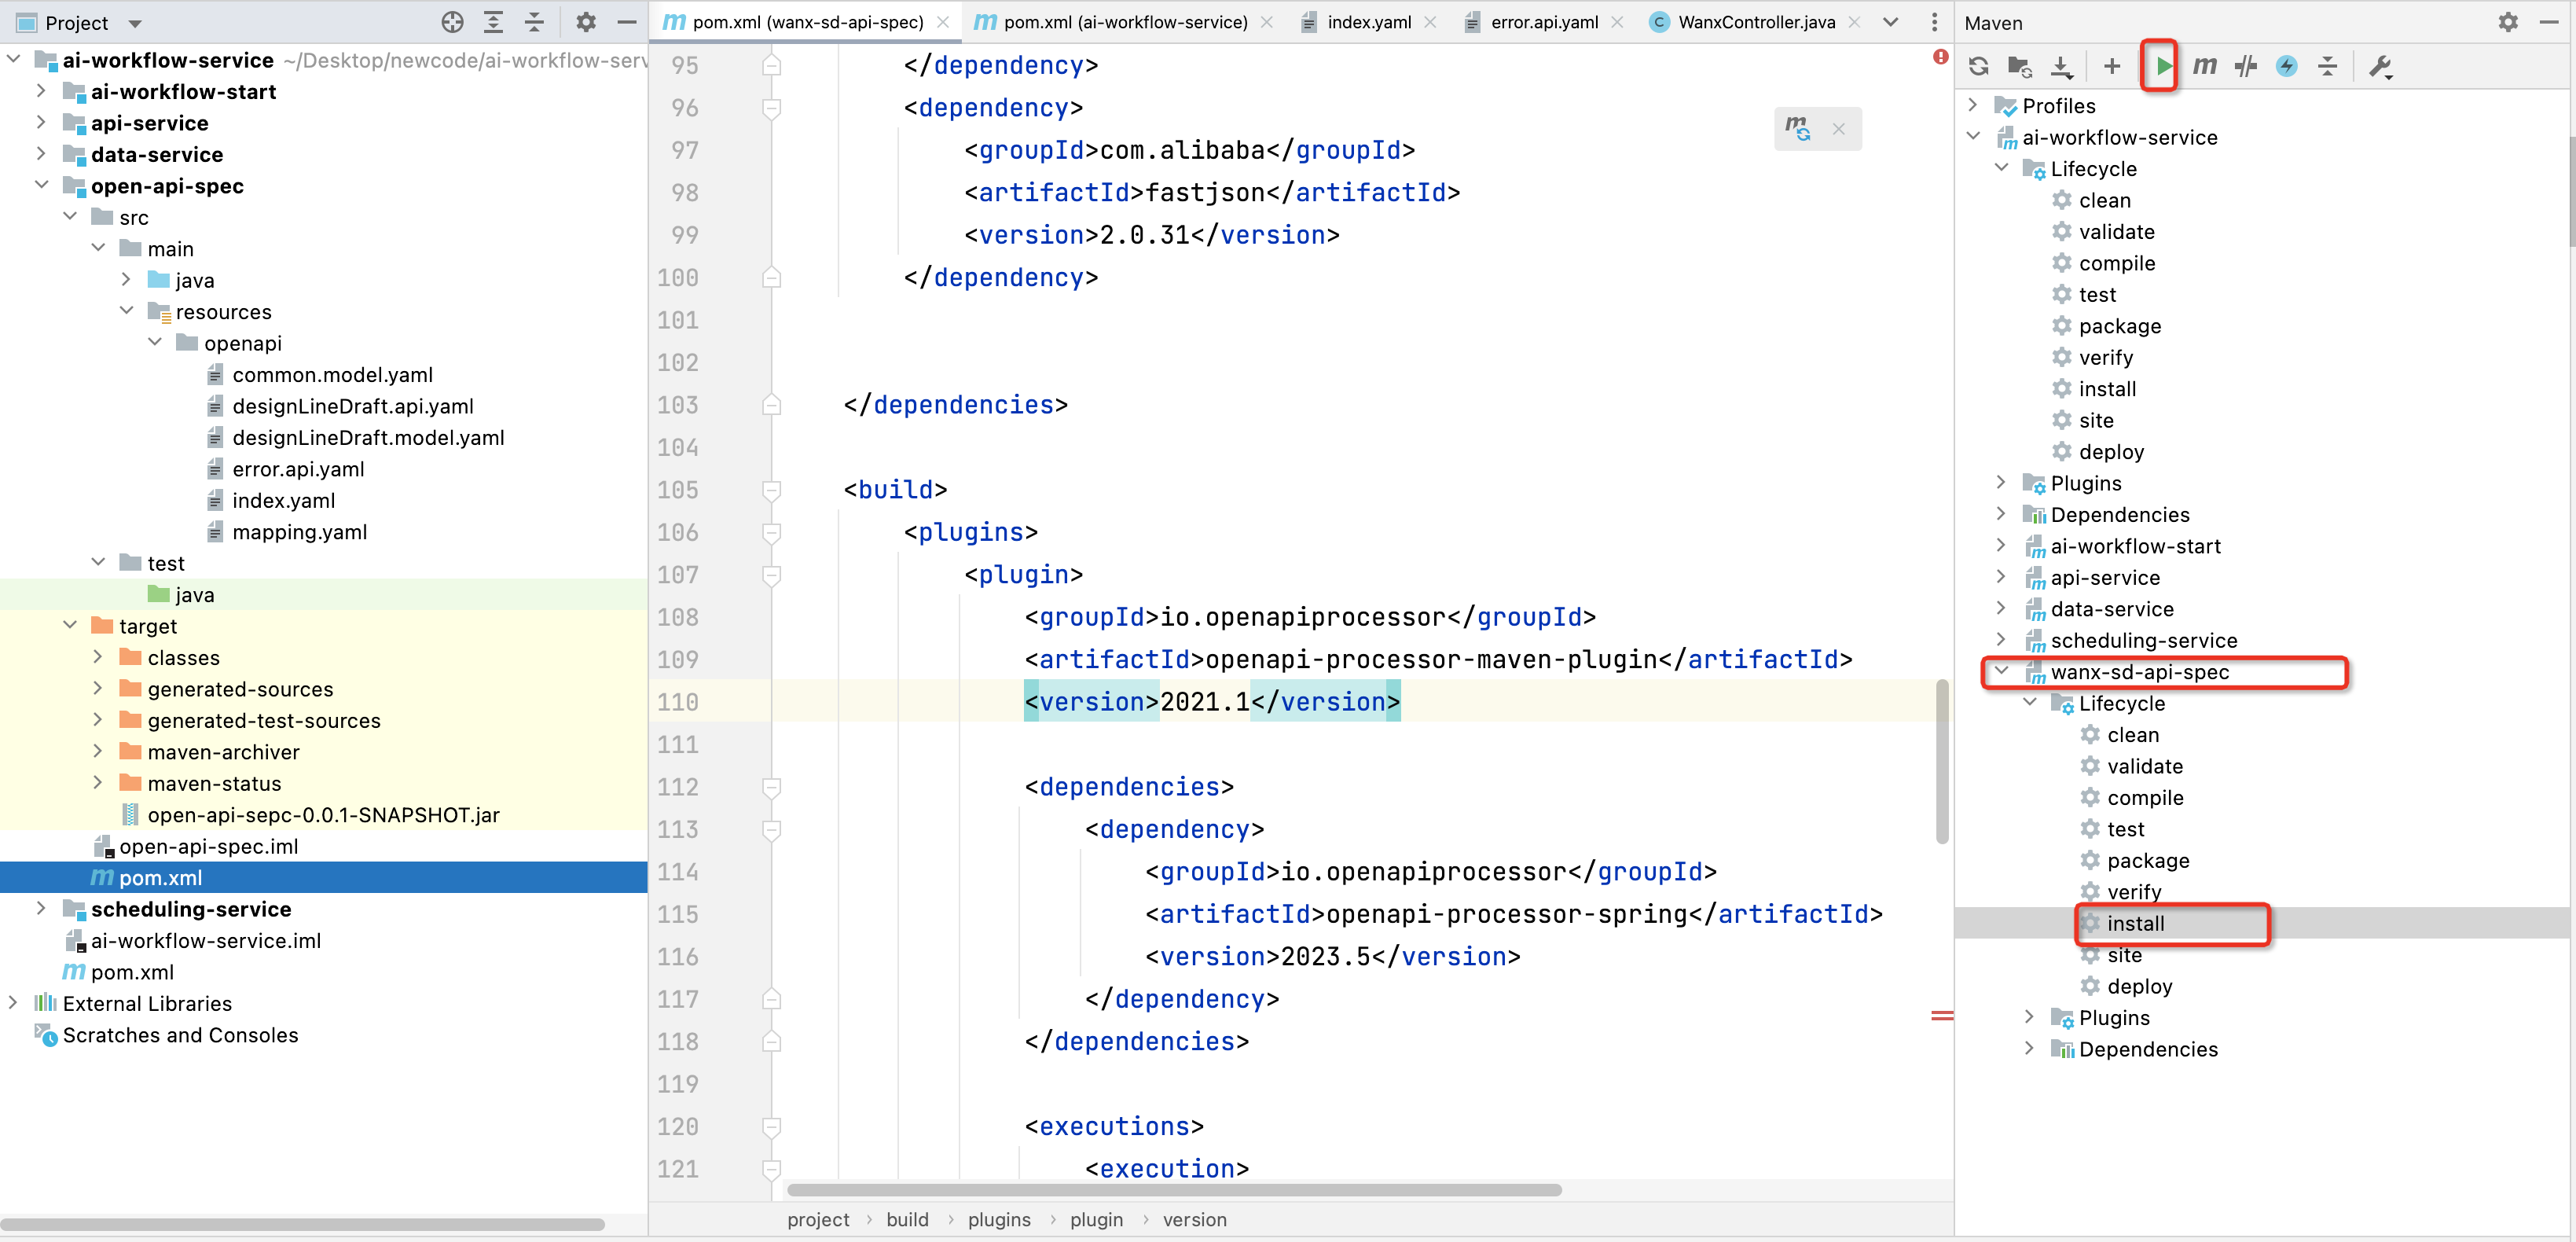 Project
ai-workflow-service ~/Desktop/newcode/ai-workflow-serv
ai-workflow-start
api-service
data-service
open-api-spec
src
main
java
resources
openapi
common.model.yaml
designLineDraft.api.yaml
designLineDraft.model.yaml
error.api.yaml
index.yaml
mapping.yaml
test
java
target
classes
generated-sources
generated-test-sources
maven-archiver
maven-status
open-api-sepc-0.0.1-SNAPSHOT.jar
open-api-spec.iml
pom.xml
scheduling-service
ai-workflow-service.iml
pom.xml
External Libraries
Scratches and Consoles
pom.xml (wanx-sd-api-spec)
pom.xml (ai-workflow-service)
index.yaml
error.api.yaml
WanxController.java
95 </dependency>
96 <dependency>
97 <groupId>com.alibaba</groupId>
98 <artifactId>fastjson</artifactId>
99 <version>2.0.31</version>
100 </dependency>
101
102
103 </dependencies>
104
105 <build>
106 <plugins>
107 <plugin>
108 <groupId>io.openapiprocessor</groupId>
109 <artifactId>openapi-processor-maven-plugin</artifactId>
110 <version>2021.1</version>
111
112 <dependencies>
113 <dependency>
114 <groupId>io.openapiprocessor</groupId>
115 <artifactId>openapi-processor-spring</artifactId>
116 <version>2023.5</version>
117 </dependency>
118 </dependencies>
119
120 <executions>
121 <execution>
project > build > plugins > plugin > version
Maven
Profiles
ai-workflow-service
Lifecycle
clean
validate
compile
test
package
verify
install
site
deploy
Plugins
Dependencies
ai-workflow-start
api-service
data-service
scheduling-service
wanx-sd-api-spec
Lifecycle
clean
validate
compile
test
package
verify
install
site
deploy
Plugins
Dependencies